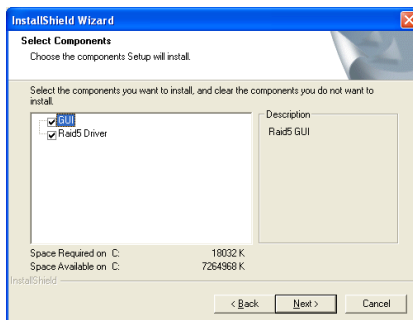 InstallShield Wizard
Select Components
Choose the components Setup will install.
Select the components you want to install, and clear the components you do not want to
install.
GUI
Raid5 Driver
Description
Raid5 GUI
Space Required on C: 18032 K
Space Available on C: 7264968 K
InstallShield
< Back
Next >
Cancel